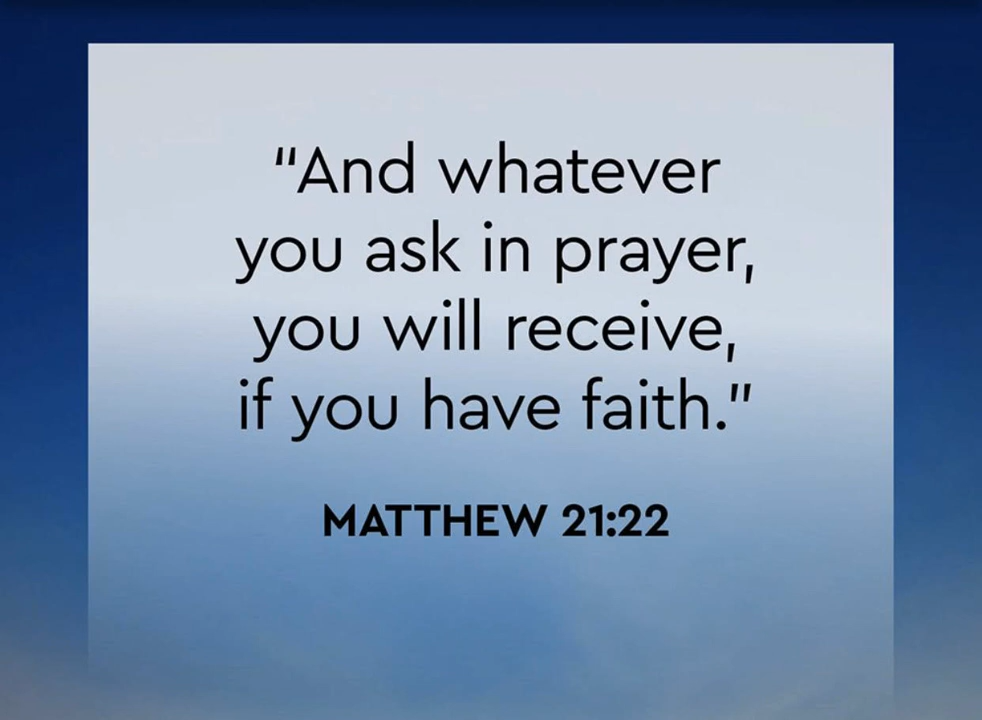 "And whatever
you ask in prayer,
you will receive,
if you have faith."
MATTHEW 21:22